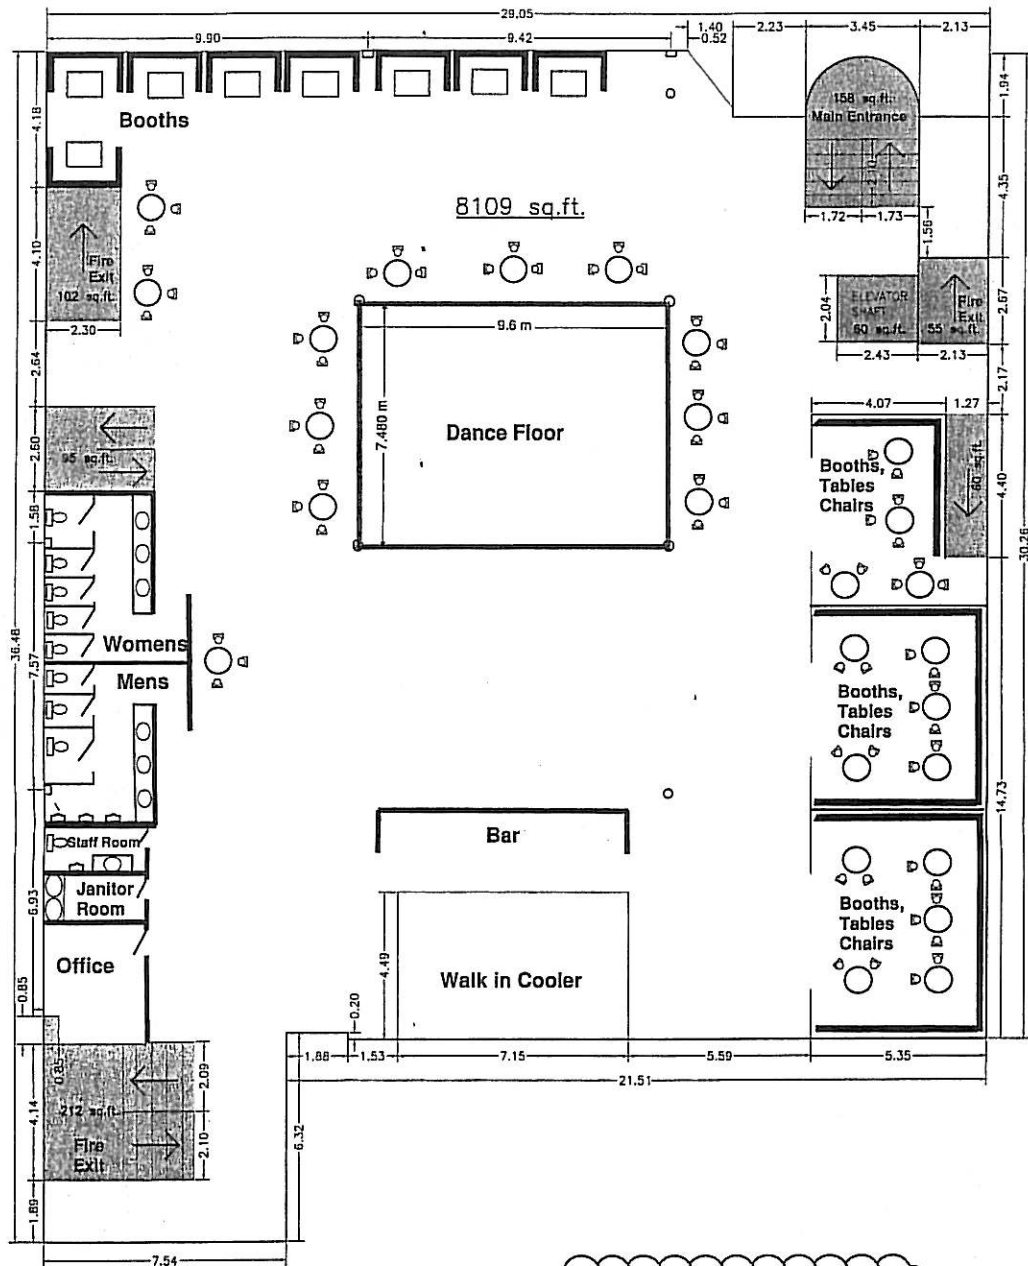 29.05
9.90
9.42
1.40
0.52
2.23
3.45
2.13
1.94
158 sq.ft.
Main Entrance
4.18
Booths
2.10
4.35
8109 sq.ft.
1.72
1.73
1.56
4.10
Fire
Exit
102 sq.ft.
2.30
9.6 m
2.04
ELEVATOR
SHAFT
60 sq.ft.
Fire
Exit
55 sq.ft.
2.67
2.43
2.13
2.64
2.17
7.480 m
4.07
1.27
2.60
95 sq.ft.
Dance Floor
Booths,
Tables
Chairs
60 sq.ft.
4.40
30.26
1.58
36.48
7.57
Womens
Mens
Booths,
Tables
Chairs
14.73
Bar
Staff Room
Janitor
Room
6.93
Booths,
Tables
Chairs
Office
4.49
Walk in Cooler
0.85
0.20
0.85
1.88
1.53
7.15
5.59
5.35
21.51
4.14
212 sq.ft.
Fire
Exit
2.09
2.10
6.32
1.89
7.54